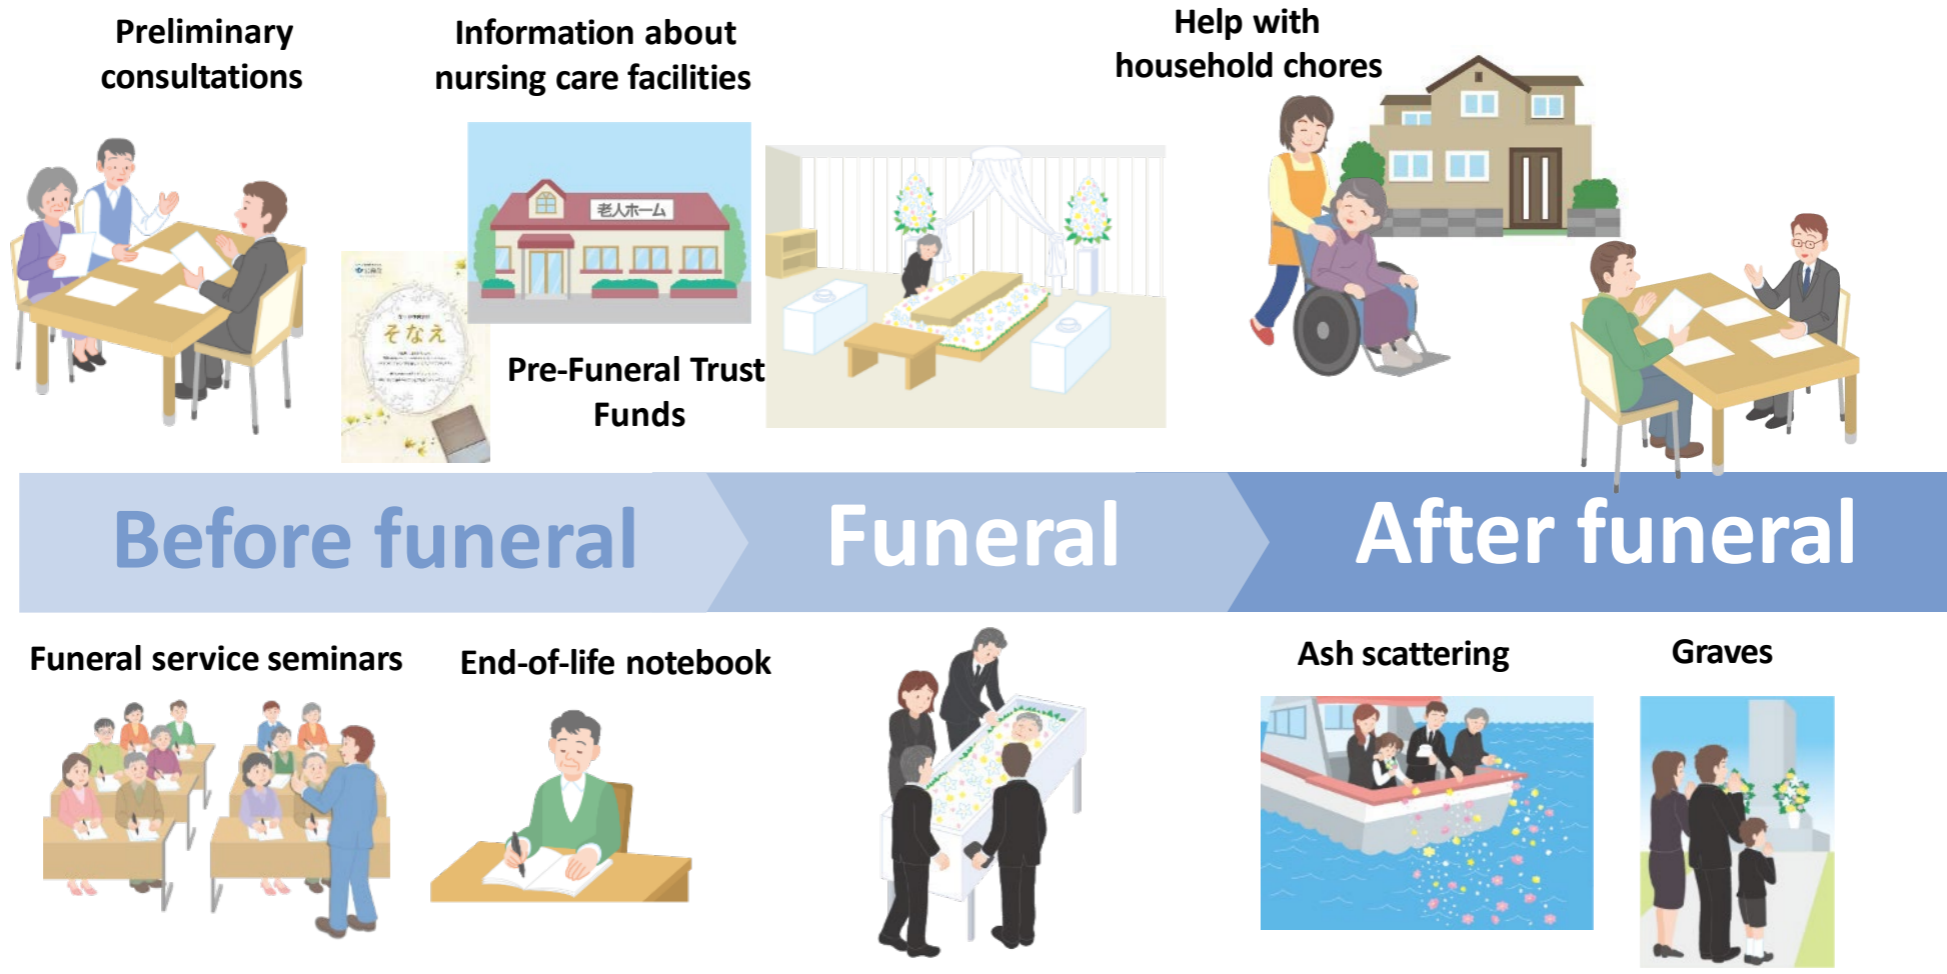 Preliminary
consultations
Information about
nursing care facilities
Help with
household chores
老人ホーム
そなえ
Pre-Funeral Trust
Funds
Before funeral
Funeral
After funeral
Funeral service seminars
End-of-life notebook
Ash scattering
Graves